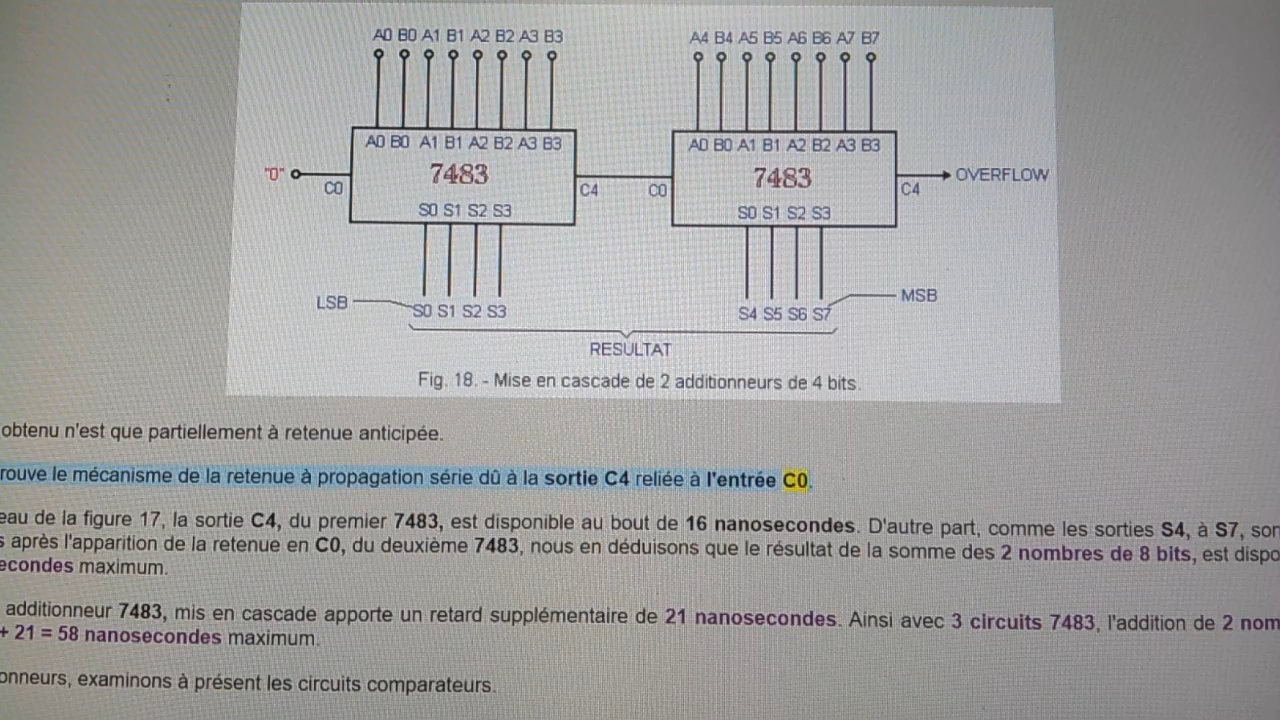 A0 B0 A1 B1 A2 B2 A3 B3
A4 B4 A5 B5 A6 B6 A7 B7
A0 B0 A1 B1 A2 B2 A3 B3
A0 B0 A1 B1 A2 B2 A3 B3
"0"
C0
7483
C4
C0
7483
C4
OVERFLOW
S0 S1 S2 S3
S0 S1 S2 S3
LSB
S0 S1 S2 S3
S4 S5 S6 S7
MSB
RESULTAT
Fig. 18. - Mise en cascade de 2 additionneurs de 4 bits.
obtenu n'est que partiellement à retenue anticipée.
rouve le mécanisme de la retenue à propagation série dû à la sortie C4 reliée à l'entrée C0.
eau de la figure 17, la sortie C4, du premier 7483, est disponible au bout de 16 nanosecondes. D'autre part, comme les sorties S4, à S7, son
s après l'apparition de la retenue en C0, du deuxième 7483, nous en déduisons que le résultat de la somme des 2 nombres de 8 bits, est dispo
econdes maximum.
additionneur 7483, mis en cascade apporte un retard supplémentaire de 21 nanosecondes. Ainsi avec 3 circuits 7483, l'addition de 2 nom
+ 21 = 58 nanosecondes maximum.
onneurs, examinons à présent les circuits comparateurs.